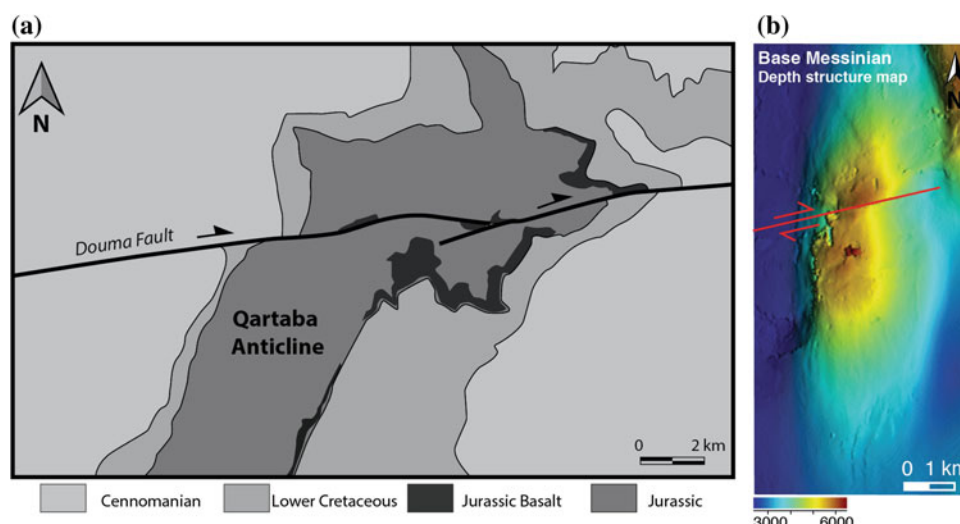 (a)
N
Douma Fault
Qartaba
Anticline
0 2 km
Cennomanian
Lower Cretaceous
Jurassic Basalt
Jurassic
(b)
Base Messinian
Depth structure map
N
0 1 km
3000 6000